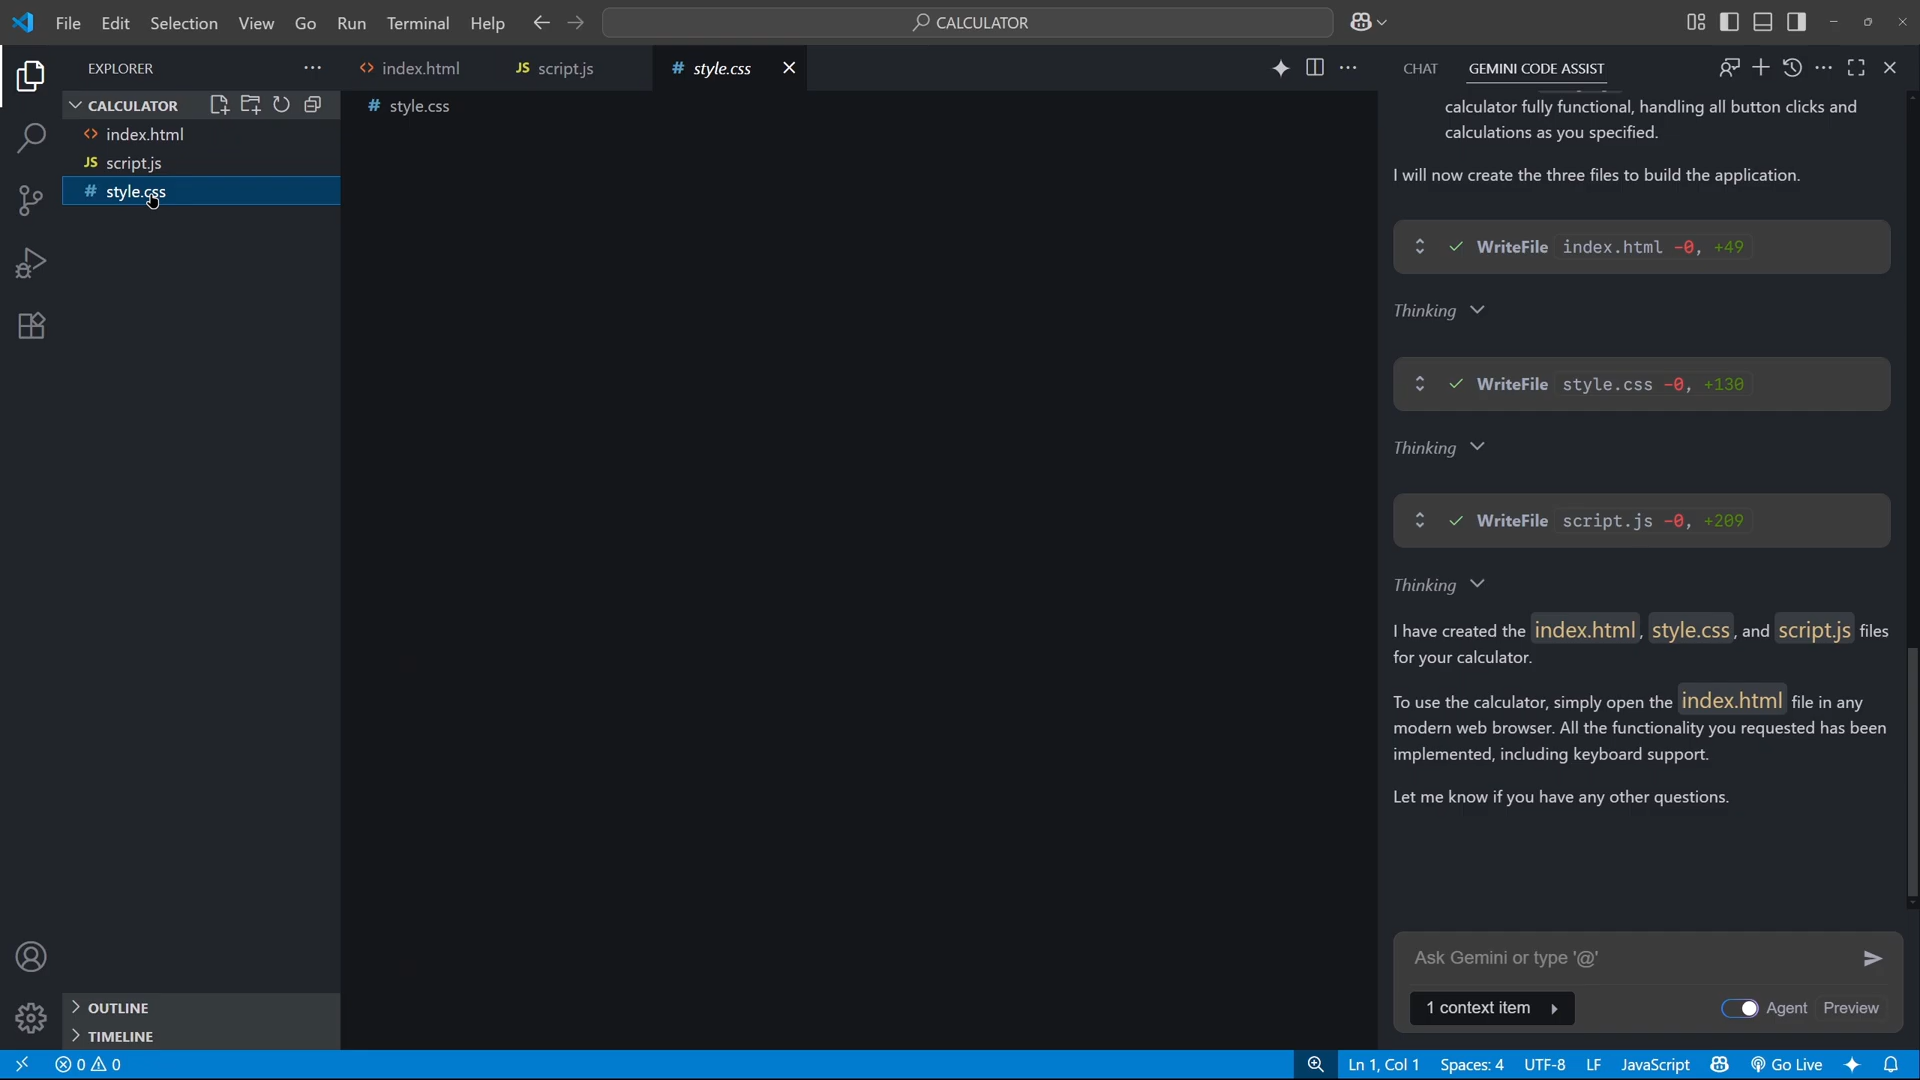 File Edit Selection View Go Run Terminal Help
CALCULATOR
EXPLORER
CALCULATOR
index.html
JS script.js
# style.css
OUTLINE
TIMELINE
index.html
JS script.js
# style.css
# style.css
CHAT
GEMINI CODE ASSIST
calculator fully functional, handling all button clicks and
calculations as you specified.
I will now create the three files to build the application.
WriteFile index.html -0, +49
Thinking
WriteFile style.css -0, +130
Thinking
WriteFile script.js -0, +209
Thinking
I have created the index.html, style.css, and script.js files
for your calculator.
To use the calculator, simply open the index.html file in any
modern web browser. All the functionality you requested has been
implemented, including keyboard support.
Let me know if you have any other questions.
Ask Gemini or type '@'
1 context item
Agent Preview
0 0
Ln 1, Col 1 Spaces: 4 UTF-8 LF JavaScript Go Live